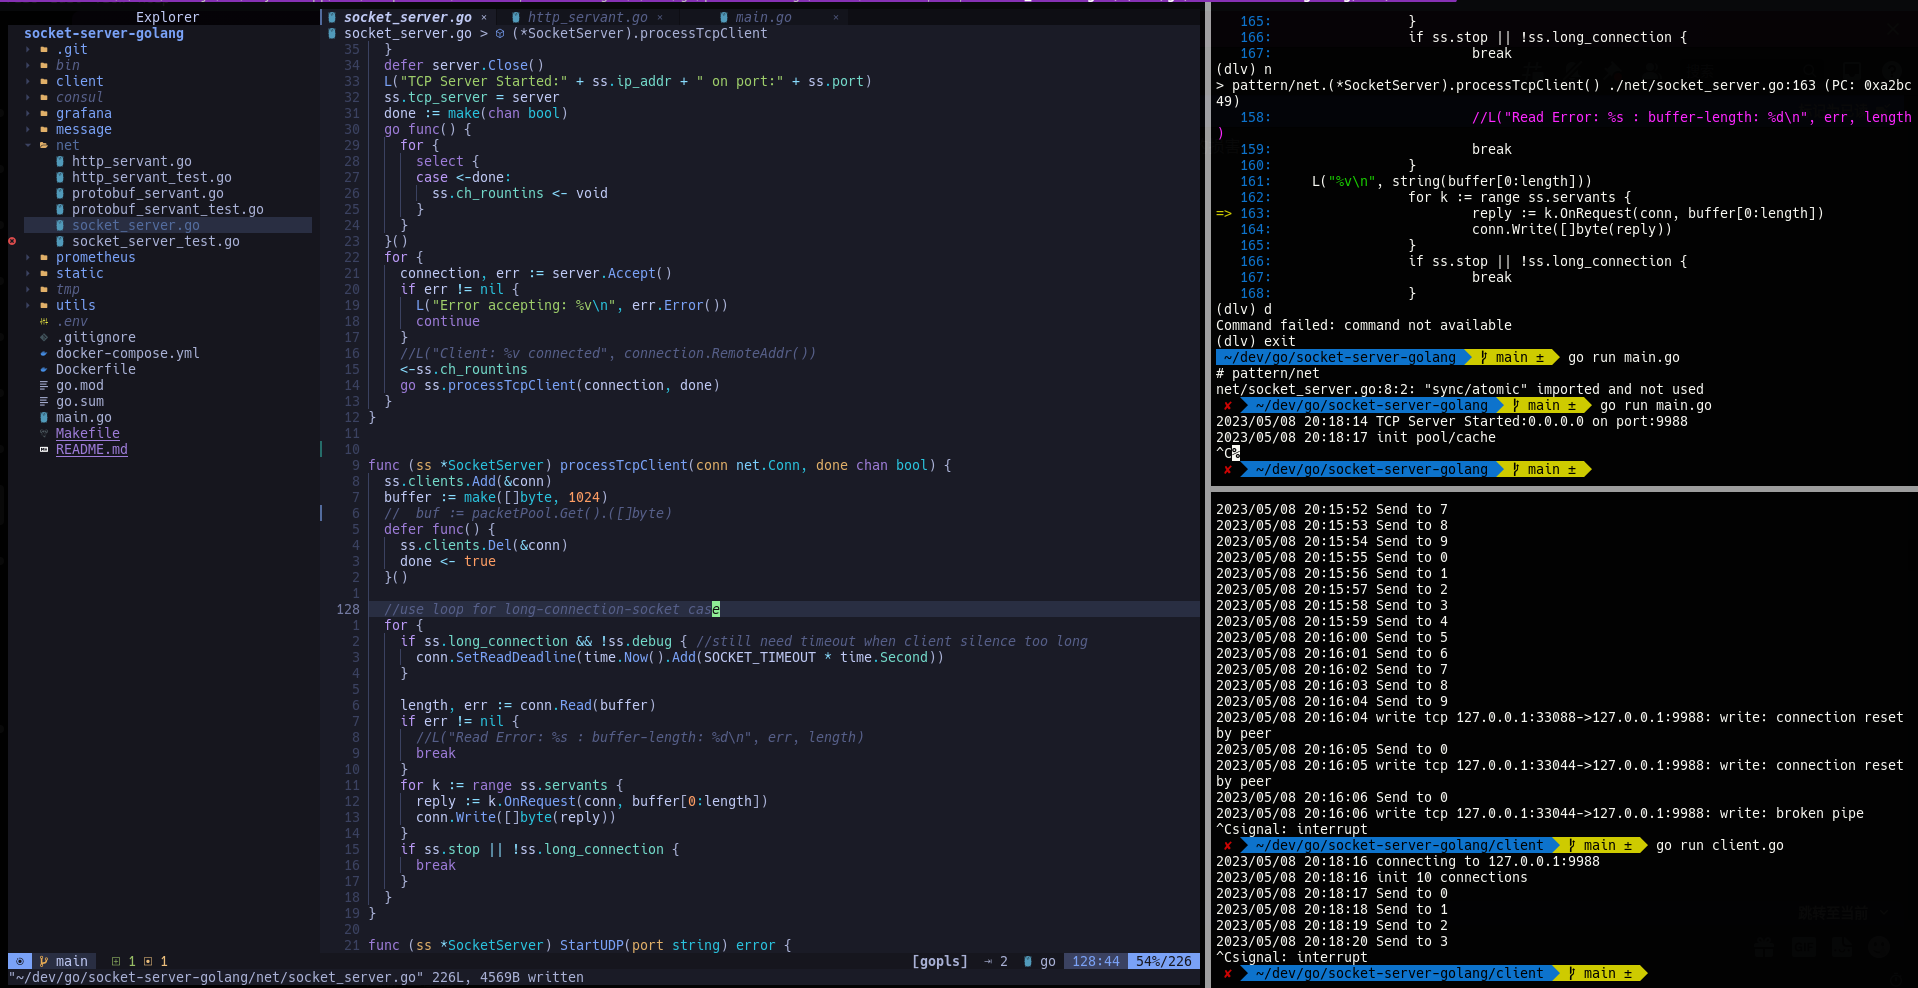 Explorer
socket-server-golang
.git
bin
client
consul
grafana
message
net
http_servant.go
http_servant_test.go
protobuf_servant.go
protobuf_servant_test.go
socket_server.go
socket_server_test.go
prometheus
static
tmp
utils
.env
.gitignore
docker-compose.yml
Dockerfile
go.mod
go.sum
main.go
Makefile
README.md
socket_server.go × http_servant.go × main.go ×
socket_server.go > (*SocketServer).processTcpClient
35 }
34 defer server.Close()
33 L("TCP Server Started:" + ss.ip_addr + " on port:" + ss.port)
32 ss.tcp_server = server
31 done := make(chan bool)
30 go func() {
29 for {
28 select {
27 case <-done:
26 ss.ch_rountins <- void
25 }
24 }
23 }()
22 for {
21 connection, err := server.Accept()
20 if err != nil {
19 L("Error accepting: %v\n", err.Error())
18 continue
17 }
16 //L("Client: %v connected", connection.RemoteAddr())
15 <-ss.ch_rountins
14 go ss.processTcpClient(connection, done)
13 }
12 }
11
10
9 func (ss *SocketServer) processTcpClient(conn net.Conn, done chan bool) {
8 ss.clients.Add(&conn)
7 buffer := make([]byte, 1024)
6 // buf := packetPool.Get().([]byte)
5 defer func() {
4 ss.clients.Del(&conn)
3 done <- true
2 }()
1
128 //use loop for long-connection-socket case
1 for {
2 if ss.long_connection && !ss.debug { //still need timeout when client silence too long
3 conn.SetReadDeadline(time.Now().Add(SOCKET_TIMEOUT * time.Second))
4 }
5
6 length, err := conn.Read(buffer)
7 if err != nil {
8 //L("Read Error: %s : buffer-length: %d\n", err, length)
9 break
10 }
11 for k := range ss.servants {
12 reply := k.OnRequest(conn, buffer[0:length])
13 conn.Write([]byte(reply))
14 }
15 if ss.stop || !ss.long_connection {
16 break
17 }
18 }
19 }
20
21 func (ss *SocketServer) StartUDP(port string) error {
main 1 1 [gopls] 2 go 128:44 54%/226
"~/dev/go/socket-server-golang/net/socket_server.go" 226L, 4569B written
165: }
166: if ss.stop || !ss.long_connection {
167: break
(dlv) n
> pattern/net.(*SocketServer).processTcpClient() ./net/socket_server.go:163 (PC: 0xa2bc
49)
158: //L("Read Error: %s : buffer-length: %d\n", err, length
)
159: break
160: }
161: L("%v\n", string(buffer[0:length]))
162: for k := range ss.servants {
=> 163: reply := k.OnRequest(conn, buffer[0:length])
164: conn.Write([]byte(reply))
165: }
166: if ss.stop || !ss.long_connection {
167: break
168: }
(dlv) d
Command failed: command not available
(dlv) exit
~/dev/go/socket-server-golang main ± go run main.go
# pattern/net
net/socket_server.go:8:2: "sync/atomic" imported and not used
✘ ~/dev/go/socket-server-golang main ± go run main.go
2023/05/08 20:18:14 TCP Server Started:0.0.0.0 on port:9988
2023/05/08 20:18:17 init pool/cache
^C%
✘ ~/dev/go/socket-server-golang main ±
2023/05/08 20:15:52 Send to 7
2023/05/08 20:15:53 Send to 8
2023/05/08 20:15:54 Send to 9
2023/05/08 20:15:55 Send to 0
2023/05/08 20:15:56 Send to 1
2023/05/08 20:15:57 Send to 2
2023/05/08 20:15:58 Send to 3
2023/05/08 20:15:59 Send to 4
2023/05/08 20:16:00 Send to 5
2023/05/08 20:16:01 Send to 6
2023/05/08 20:16:02 Send to 7
2023/05/08 20:16:03 Send to 8
2023/05/08 20:16:04 Send to 9
2023/05/08 20:16:04 write tcp 127.0.0.1:33088->127.0.0.1:9988: write: connection reset
by peer
2023/05/08 20:16:05 Send to 0
2023/05/08 20:16:05 write tcp 127.0.0.1:33044->127.0.0.1:9988: write: connection reset
by peer
2023/05/08 20:16:06 Send to 0
2023/05/08 20:16:06 write tcp 127.0.0.1:33044->127.0.0.1:9988: write: broken pipe
^Csignal: interrupt
✘ ~/dev/go/socket-server-golang/client main ± go run client.go
2023/05/08 20:18:16 connecting to 127.0.0.1:9988
2023/05/08 20:18:16 init 10 connections
2023/05/08 20:18:17 Send to 0
2023/05/08 20:18:18 Send to 1
2023/05/08 20:18:19 Send to 2
2023/05/08 20:18:20 Send to 3
^Csignal: interrupt
✘ ~/dev/go/socket-server-golang/client main ±